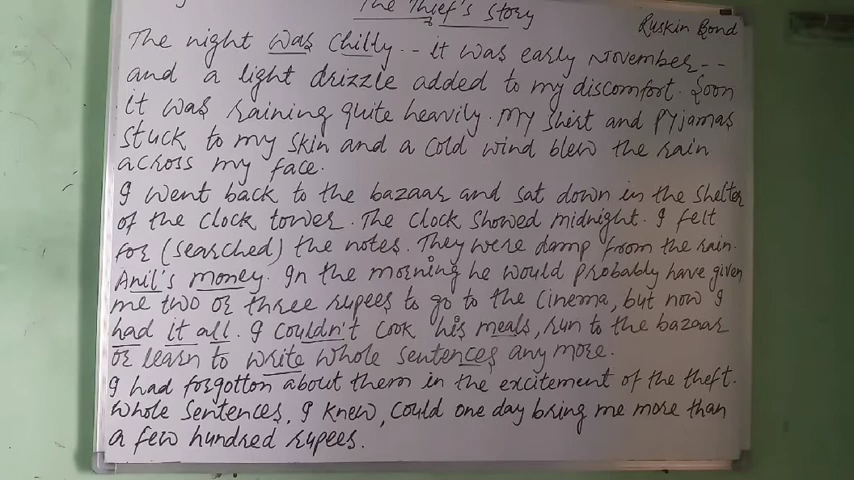 The Thief's Story
Ruskin Bond
The night was chilly -- it was early November --
and a light drizzle added to my discomfort. Soon
it was raining quite heavily. My shirt and pyjamas
stuck to my skin and a cold wind blew the rain
across my face.
I went back to the bazaar and sat down in the shelter
of the clock tower. The clock showed midnight. I felt
for (searched) the notes. They were damp from the rain.
Anil's money. In the morning he would probably have given
me two or three rupees to go to the cinema, but now I
had it all. I couldn't cook his meals, run to the bazaar
or learn to write whole sentences any more.
I had forgotton about them in the excitement of the theft.
Whole sentences, I knew, could one day bring me more than
a few hundred rupees.